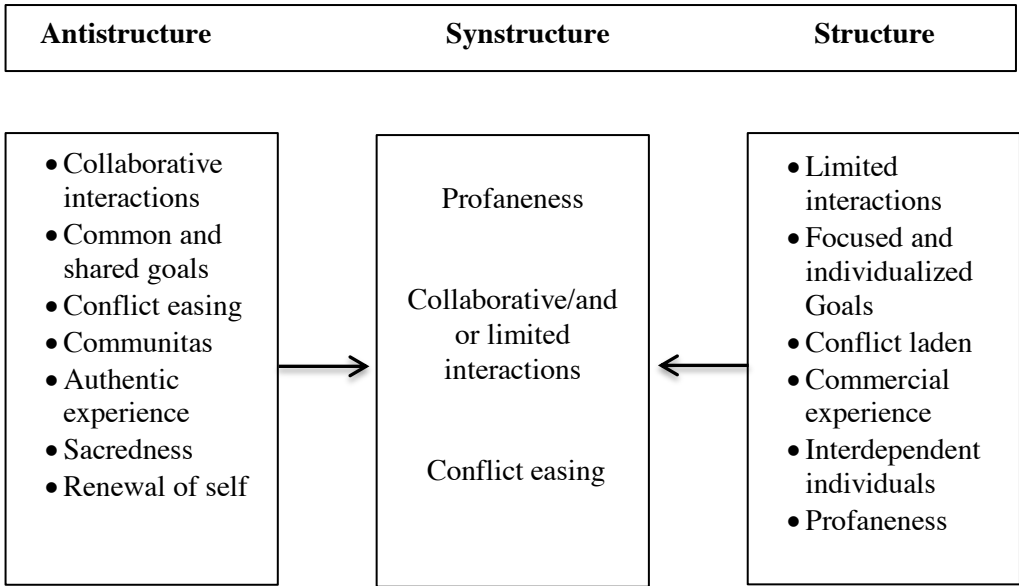 Antistructure Synstructure Structure
• Collaborative
interactions
• Common and
shared goals
• Conflict easing
• Communitas
• Authentic
experience
• Sacredness
• Renewal of self
Profaneness
Collaborative/and
or limited
interactions
Conflict easing
• Limited
interactions
• Focused and
individualized
Goals
• Conflict laden
• Commercial
experience
• Interdependent
individuals
• Profaneness